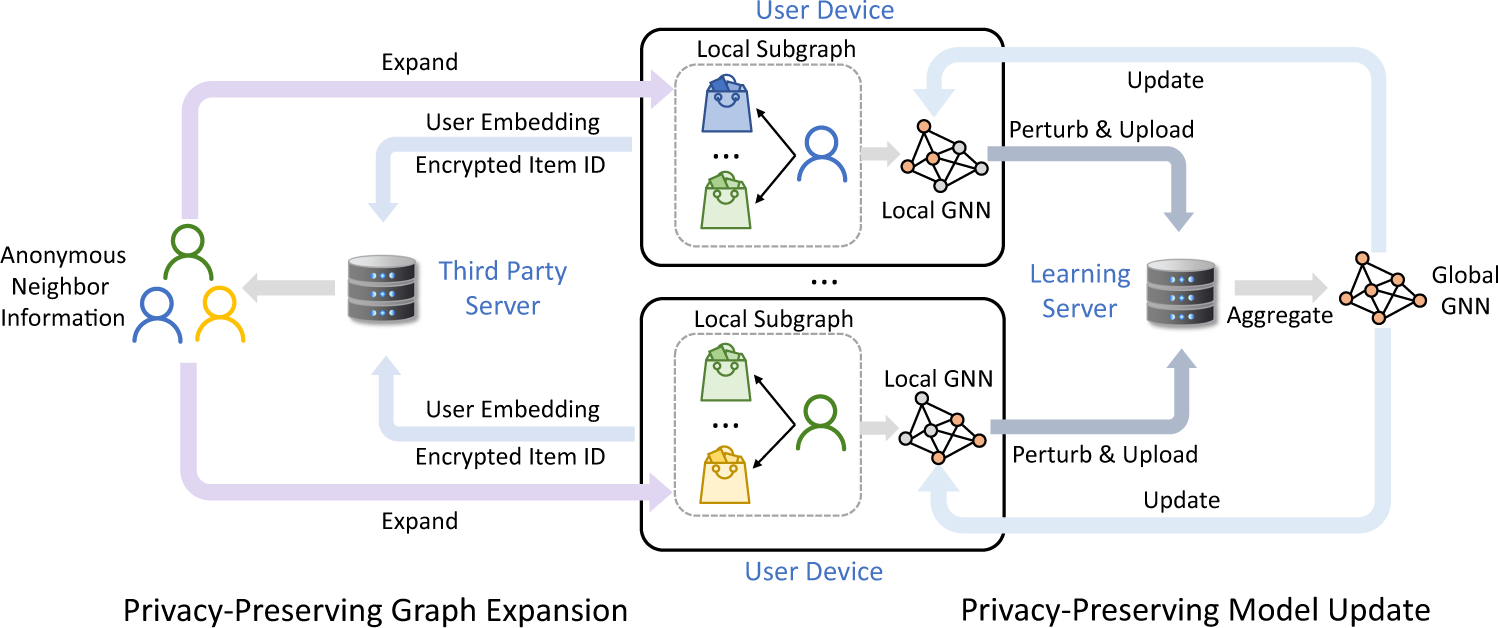 User Device
Local Subgraph
Expand
Update
User Embedding
Perturb & Upload
...
Encrypted Item ID
Local GNN
Anonymous
Neighbor
Information
Third Party
Server
Learning
Server
Global
GNN
Aggregate
...
Local Subgraph
Local GNN
User Embedding
...
Encrypted Item ID
Perturb & Upload
Update
Expand
User Device
Privacy-Preserving Graph Expansion
Privacy-Preserving Model Update